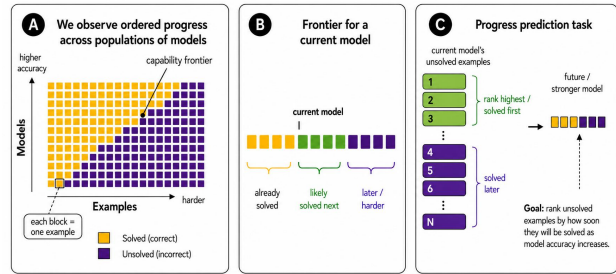 A
We observe ordered progress
across populations of models
higher
accuracy
capability frontier
Models
Examples
harder
each block =
one example
Solved (correct)
Unsolved (incorrect)
B
Frontier for a
current model
current model
already
solved
likely
solved next
later /
harder
C
Progress prediction task
current model's
unsolved examples
1
2
3
4
5
6
N
rank highest /
solved first
solved
later
future /
stronger model
Goal: rank unsolved
examples by how soon
they will be solved as
model accuracy increases.